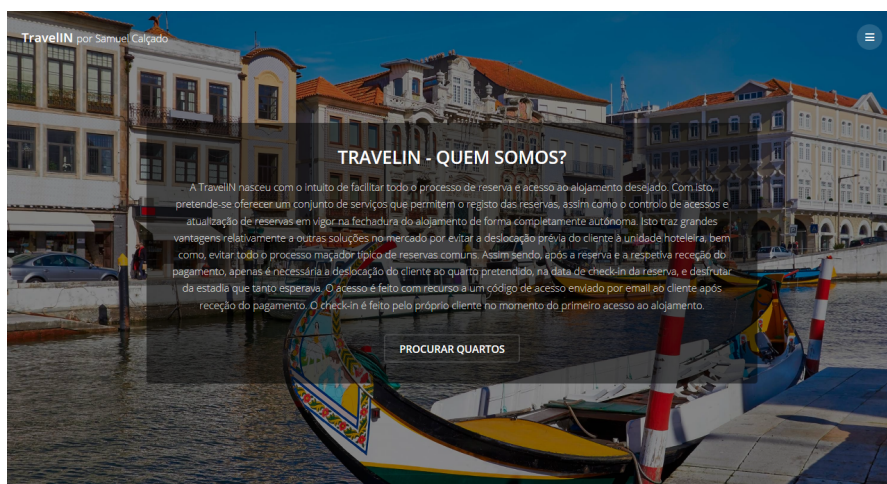 TravelIN por Samuel Calçado
TRAVELIN - QUEM SOMOS?
A TravelIN nasceu com o intuito de facilitar todo o processo de reserva e acesso ao alojamento desejado. Com isto,
pretende-se oferecer um conjunto de serviços que permitem o registo das reservas, assim como o controlo de acessos e
atualização de reservas em vigor na fechadura do alojamento de forma completamente autónoma. Isto traz grandes
vantagens relativamente a outras soluções no mercado por evitar a deslocação prévia do cliente à unidade hoteleira, bem
como, evitar todo o processo maçador típico de reservas comuns. Assim sendo, após a reserva e a respetiva receção do
pagamento, apenas é necessária a deslocação do cliente ao quarto pretendido, na data de check-in da reserva, e desfrutar
da estadia que tanto esperava. O acesso é feito com recurso a um código de acesso enviado por email ao cliente após
receção do pagamento. O check-in é feito pelo próprio cliente no momento do primeiro acesso ao alojamento.
PROCURAR QUARTOS